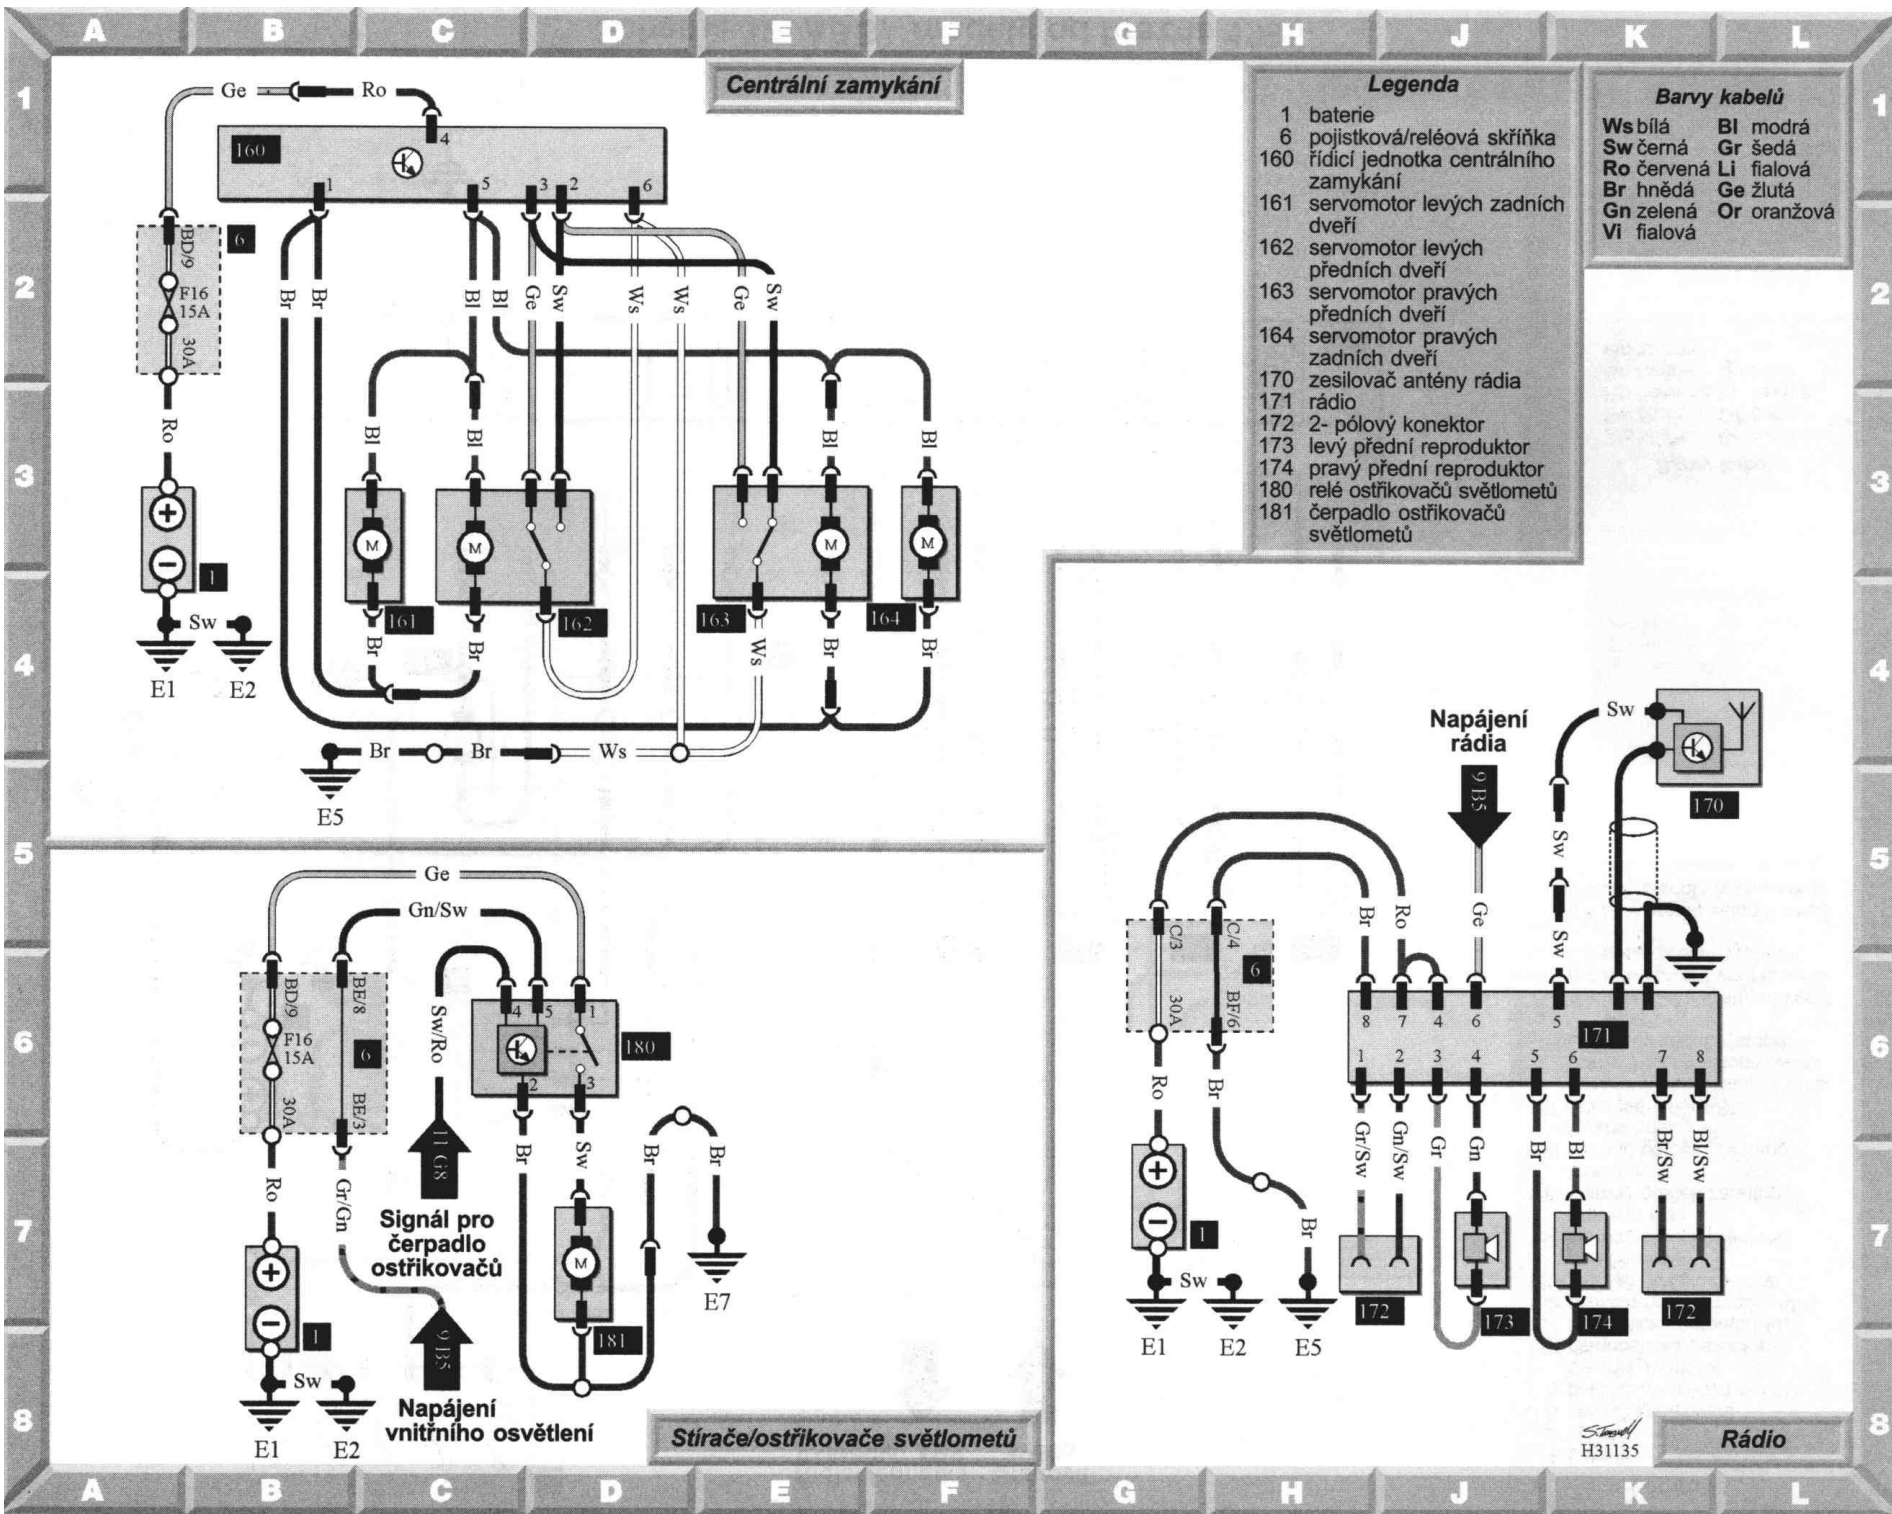 A B C D E F G H I J K L
1
2
3
4
5
6
7
8
Centrální zamykání
Ge
Ro
160
4
1 5 3 2 6
BD/9
6
F16
15A
30A
Br Br Bl Bl Ge Sw Ws Ws Ge Sw
Ro
Bl Bl Bl Bl
M M M M
1
161 162 163 164
Sw
Br Br Ws Br Br
E1 E2
Br Br Ws
E5
Legenda
1 baterie
6 pojistková/reléová skříňka
160 řídicí jednotka centrálního
zamykání
161 servomotor levých zadních
dveří
162 servomotor levých
předních dveří
163 servomotor pravých
předních dveří
164 servomotor pravých
zadních dveří
170 zesilovač antény rádia
171 rádio
172 2- pólový konektor
173 levý přední reproduktor
174 pravý přední reproduktor
180 relé ostřikovačů světlometů
181 čerpadlo ostřikovačů
světlometů
Barvy kabelů
Ws bílá Bl modrá
Sw černá Gr šedá
Ro červená Li fialová
Br hnědá Ge žlutá
Gn zelená Or oranžová
Vi fialová
Ge
Gn/Sw
BD/9 BE/8
F16
15A
6
30A BE/3
Sw/Ro
4 5 1
180
2 3
11 G8
Ro Gr/Gn
Br Sw Br Br
Signál pro
čerpadlo
ostřikovačů
M
181
E7
1
9/B5
Sw
E1 E2
Napájení
vnitřního osvětlení
Stírače/ostřikovače světlometů
Napájení
rádia
9/B5
Sw
170
Br Ro Ge Sw Sw
C/3 C/4
6
30A BF/6
8 7 4 6 5
171
1 2 3 4 5 6 7 8
Ro Br
Gr/Sw Gn/Sw Gr Gn Br Bl Br/Sw Bl/Sw
1
Br
Sw
172 173 174 172
E1 E2 E5
H31135
Rádio
A B C D E F G H I J K L